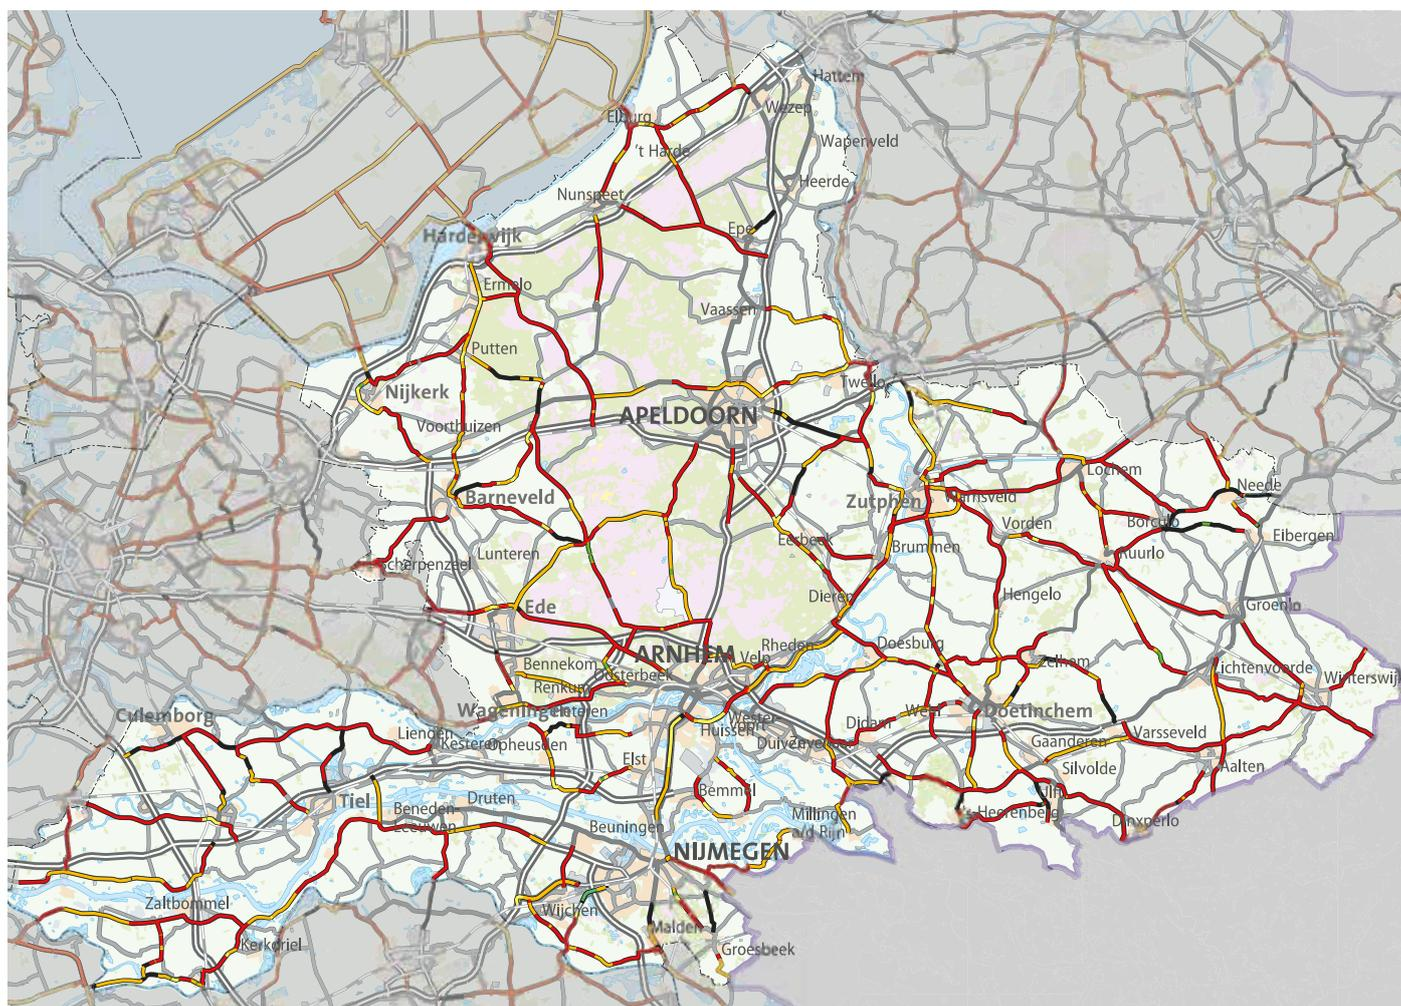 Hattem
Wezep
Elburg
Wapenveld
't Harde
Heerde
Nunspeet
Epe
Harderwijk
Ermelo
Vaassen
Putten
Twello
Nijkerk
APELDOORN
Voorthuizen
Lochem
Barneveld
Zutphen
Warnsveld
Neede
Borculo
Vorden
Eibergen
Eerbeek
Brummen
Ruurlo
Lunteren
Scherpenzeel
Hengelo
Dieren
Groenlo
Ede
Rheden
Doesburg
ARNHEM
Velp
Zelhem
Bennekom
Oosterbeek
Lichtenvoorde
Winterswijk
Renkum
Wageningen
Doetinchem
Culemborg
Wester-
voort
Wehl
Didam
Huissen
Lienden
Kesteren
Opheusden
Duiven
Gaanderen
Varsseveld
Elst
Silvolde
Aalten
Bemmel
Ulft
Tiel
Druten
Beneden-
Leeuwen
Millingen
a/d Rijn
's-Heerenberg
Dinxperlo
Beuningen
NIJMEGEN
Zaltbommel
Wijchen
Malden
Kerkdriel
Groesbeek